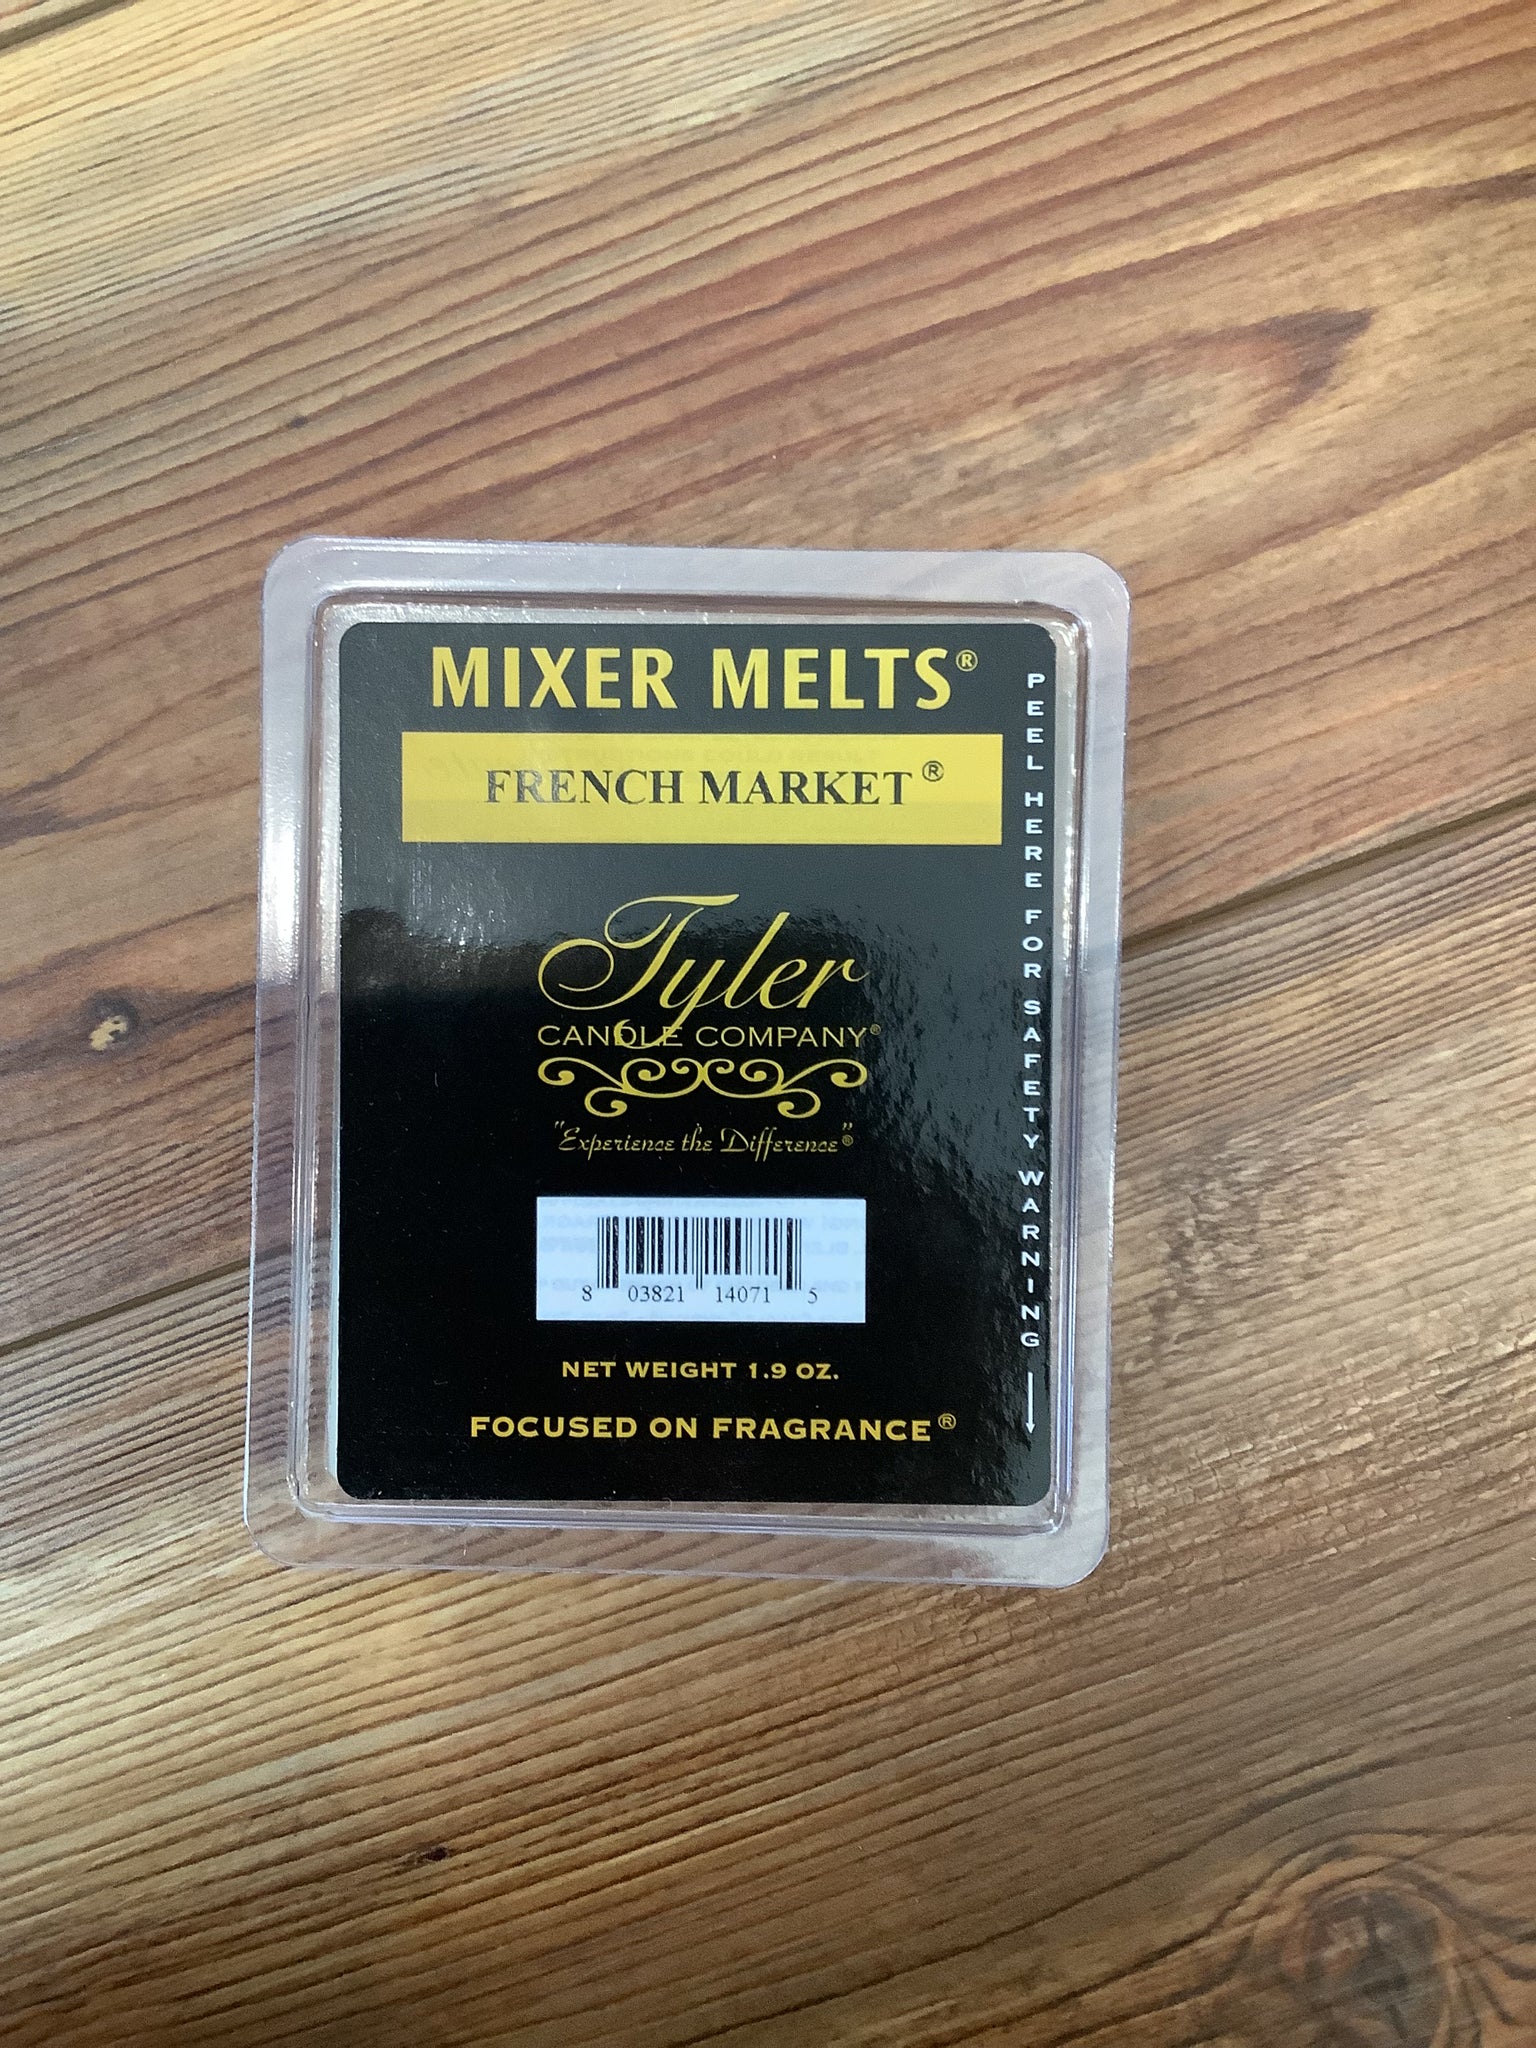 MIXER MELTS®
FRENCH MARKET®
Tyler
CANDLE COMPANY®
"Experience the Difference"®
8 03821 14071 5
NET WEIGHT 1.9 OZ.
FOCUSED ON FRAGRANCE®
PEEL HERE FOR SAFETY WARNING